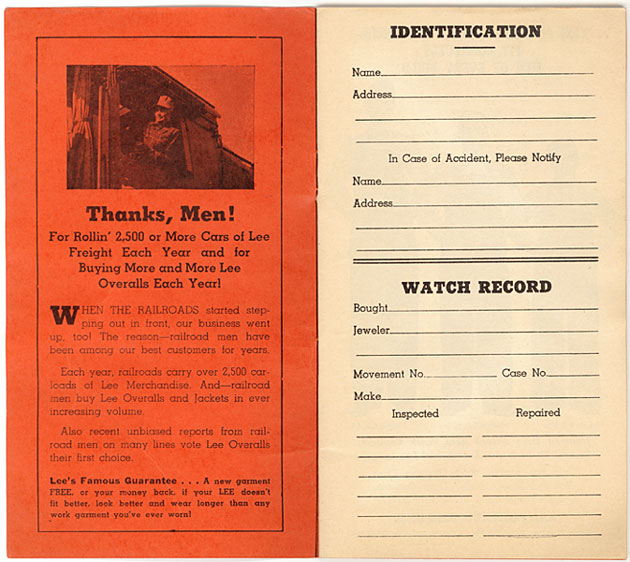 Thanks, Men!
For Rollin' 2,500 or More Cars of Lee
Freight Each Year and for
Buying More and More Lee
Overalls Each Year!
WHEN THE RAILROADS started step-
ping out in front, our business went
up, too! The reason—railroad men have
been among our best customers for years.
Each year, railroads carry over 2,500 car-
loads of Lee Merchandise. And—railroad
men buy Lee Overalls and Jackets in ever
increasing volume.
Also recent unbiased reports from rail-
road men on many lines vote Lee Overalls
their first choice.
Lee's Famous Guarantee . . . A new garment
FREE, or your money back, if your LEE doesn't
fit better, look better and wear longer than any
work garment you've ever worn!
IDENTIFICATION
Name
Address
In Case of Accident, Please Notify
Name
Address
WATCH RECORD
Bought
Jeweler
Movement No. Case No.
Make
Inspected Repaired